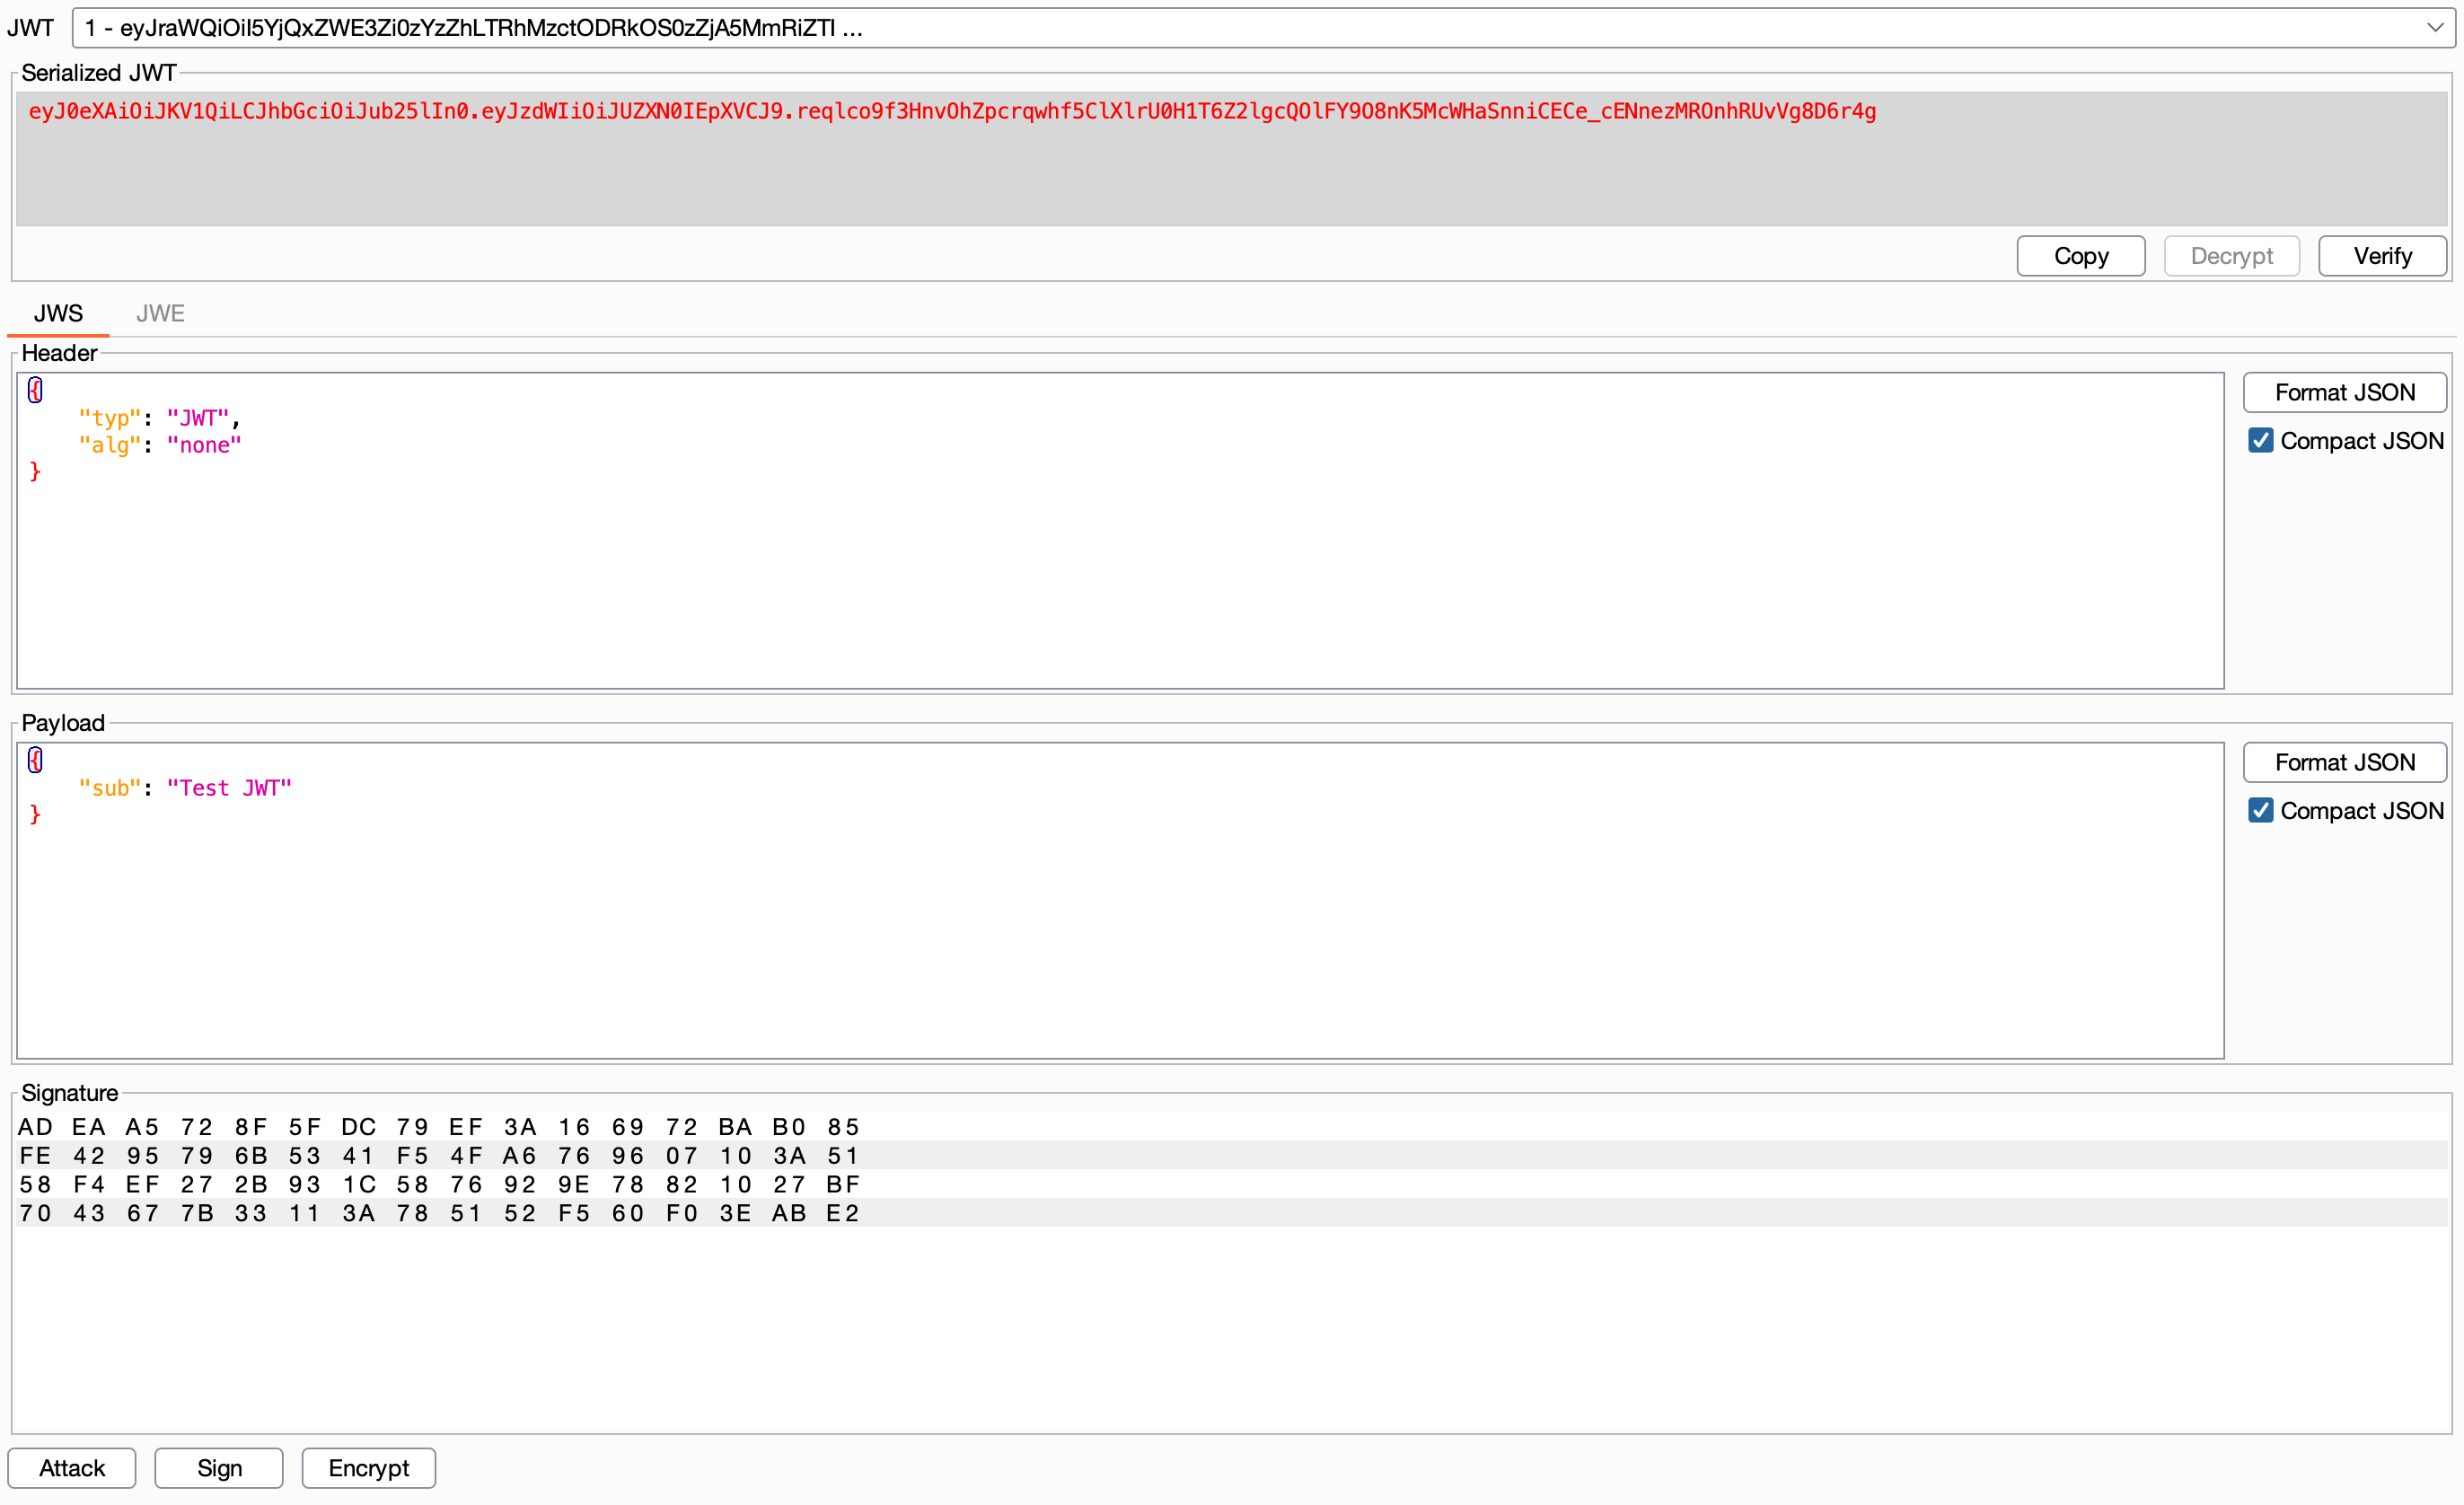 JWT 1 - eyJraWQiOiI5YjQxZWE3Zi0zYzZhLTRhMzctODRkOS0zZjA5MmRiZTI ...
Serialized JWT
eyJ0eXAiOiJKV1QiLCJhbGciOiJub25lIn0.eyJzdWIiOiJUZXN0IEpXVCJ9.reqlco9f3HnvOhZpcrqwhf5ClXlrU0H1T6Z2lgcQOlFY9O8nK5McWHaSnniCECe_cENnezMROnhRUvVg8D6r4g
Copy Decrypt Verify
JWS JWE
Header
{
"typ": "JWT",
"alg": "none"
}
Format JSON
Compact JSON
Payload
{
"sub": "Test JWT"
}
Format JSON
Compact JSON
Signature
AD EA A5 72 8F 5F DC 79 EF 3A 16 69 72 BA B0 85
FE 42 95 79 6B 53 41 F5 4F A6 76 96 07 10 3A 51
58 F4 EF 27 2B 93 1C 58 76 92 9E 78 82 10 27 BF
70 43 67 7B 33 11 3A 78 51 52 F5 60 F0 3E AB E2
Attack Sign Encrypt